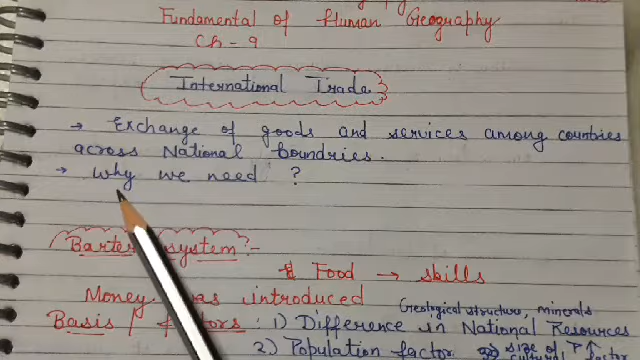 Fundamental of Human Geography
Ch - 9
International Trade
→ Exchange of goods and services among countries
across National boundries.
→ Why we need ?
Barter system :-
Food → skills
Money was introduced
Geological structure, minerals
Basis / factors : 1) Difference in National Resources
2) Population factor size of P↑